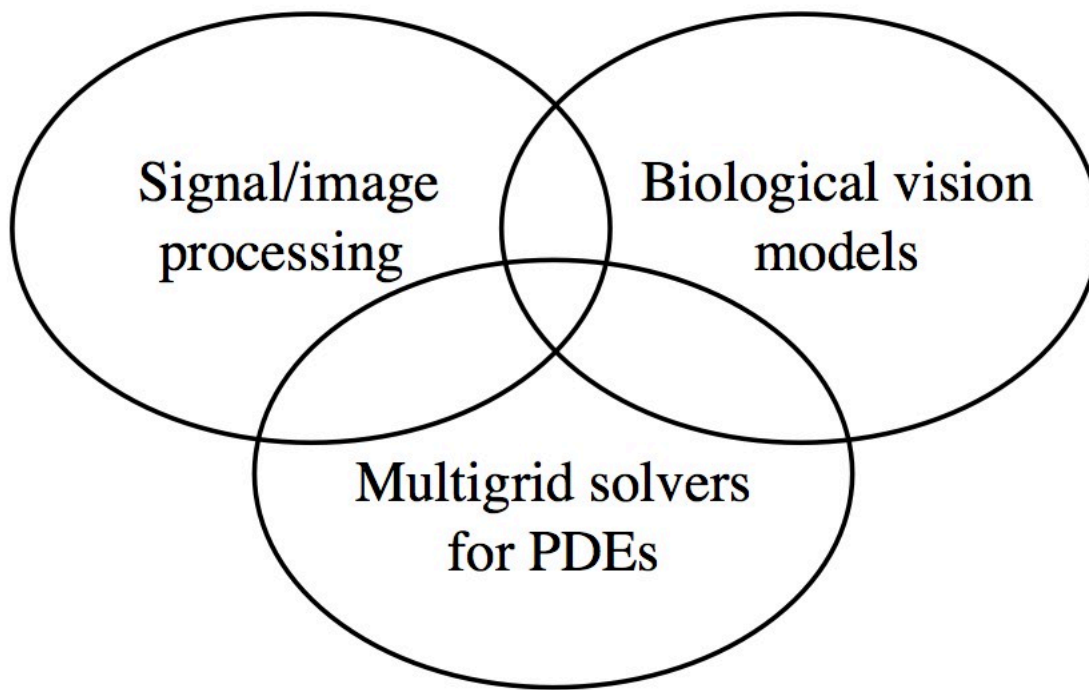 Signal/image
processing
Biological vision
models
Multigrid solvers
for PDEs